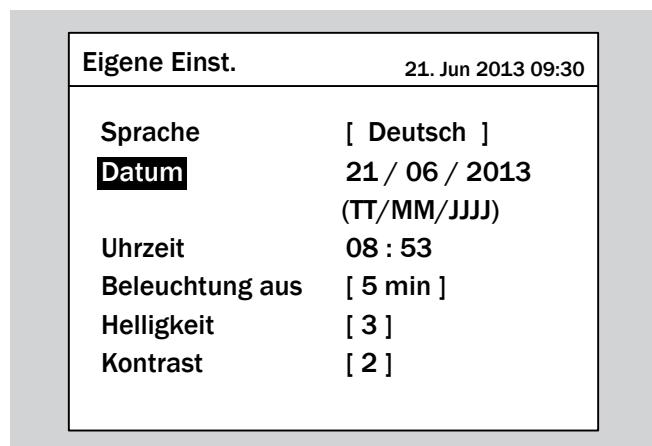 Eigene Einst. 21. Jun 2013 09:30
Sprache [ Deutsch ]
Datum 21 / 06 / 2013
(TT/MM/JJJJ)
Uhrzeit 08 : 53
Beleuchtung aus [ 5 min ]
Helligkeit [ 3 ]
Kontrast [ 2 ]